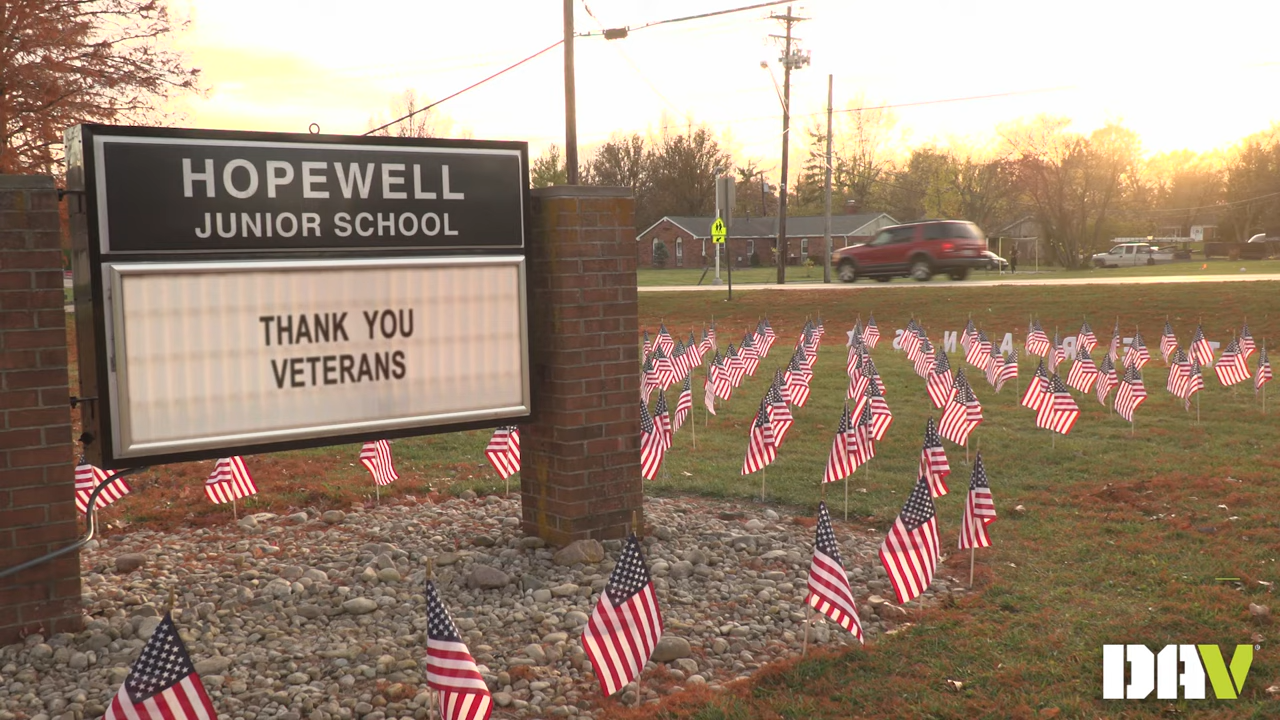 HOPEWELL
JUNIOR SCHOOL
THANK YOU
VETERANS
DAV